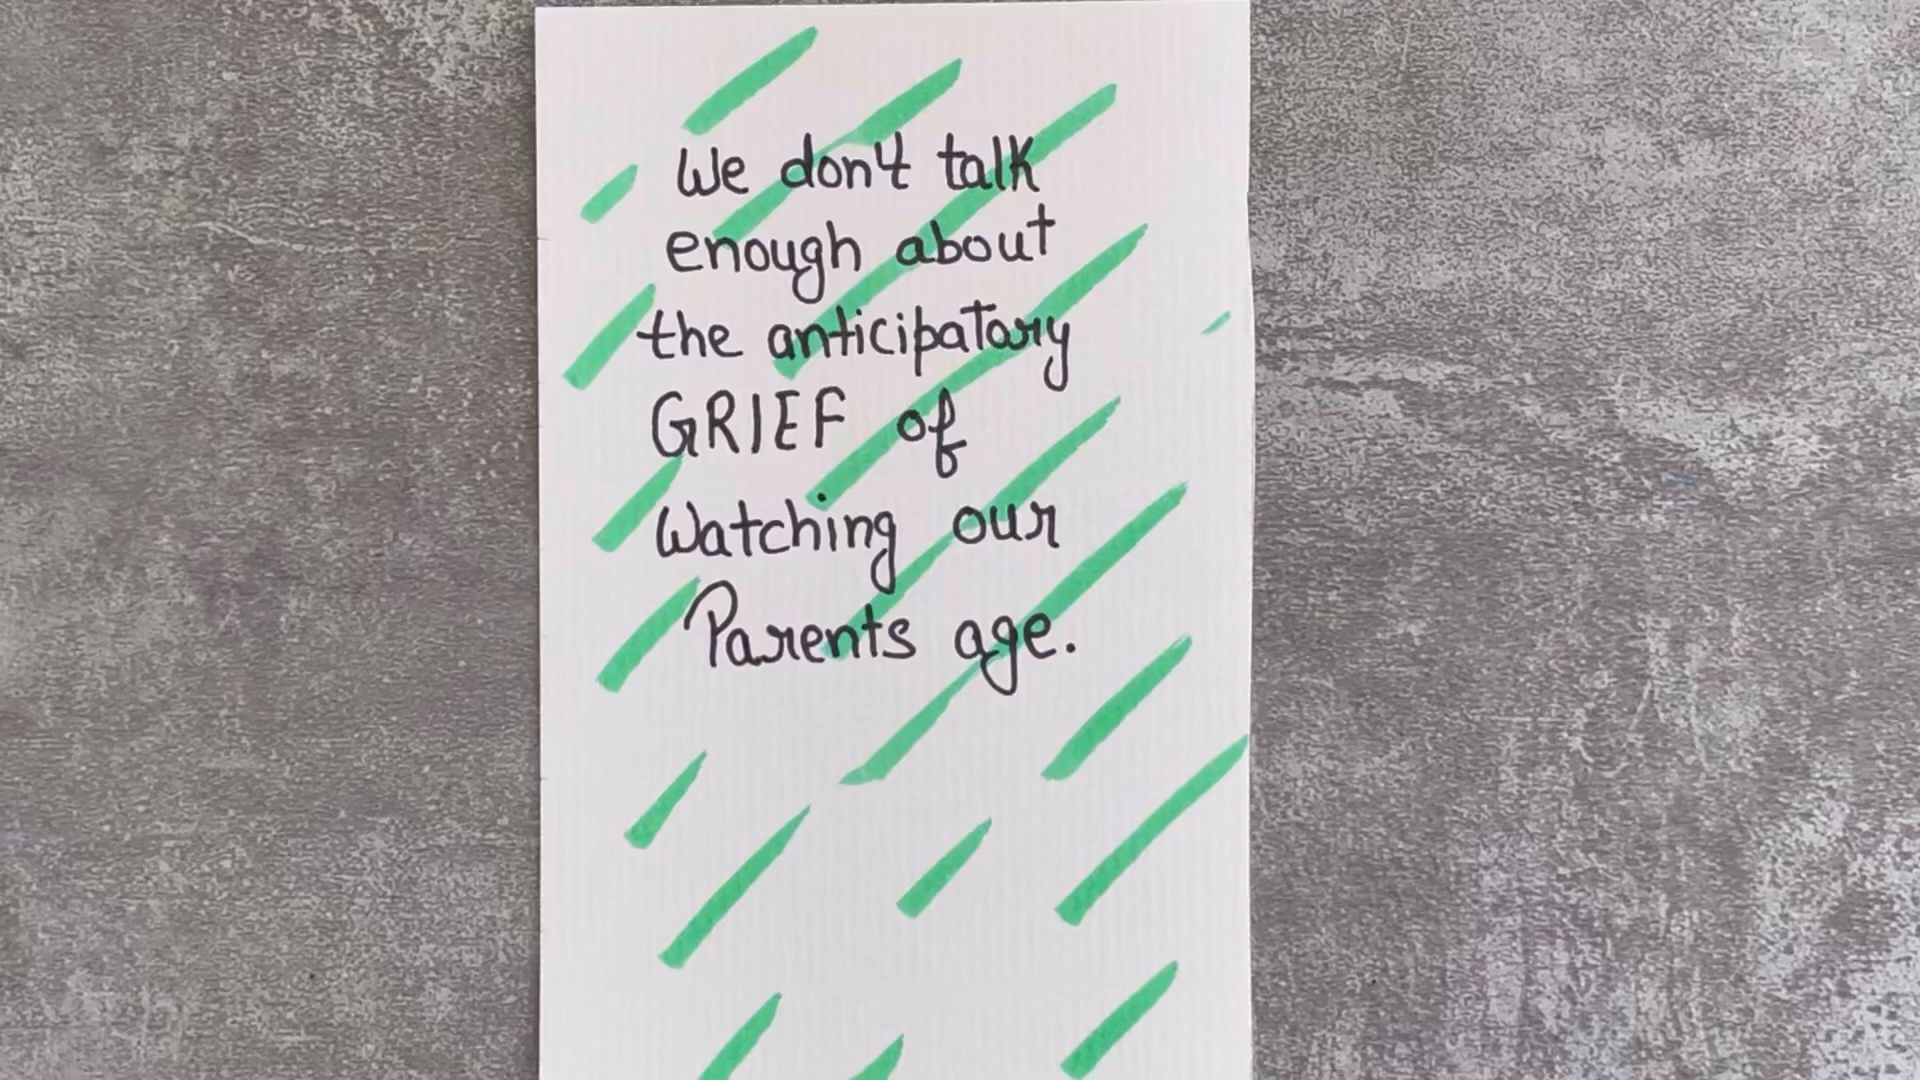 We don't talk
enough about
the anticipatory
GRIEF of
Watching our
Parents age.